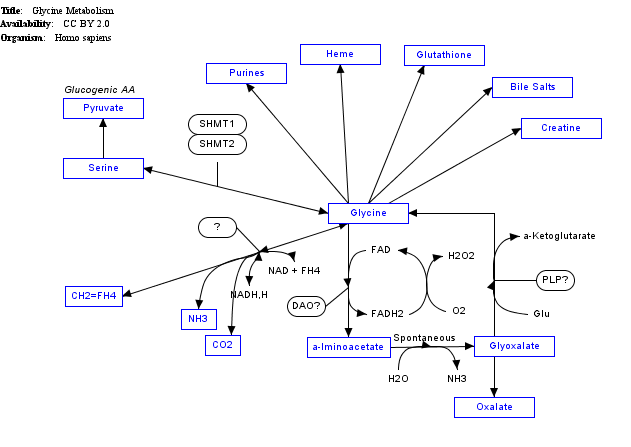 Title: Glycine Metabolism
Availability: CC BY 2.0
Organism: Homo sapiens
Heme
Glutathione
Purines
Bile Salts
Glucogenic AA
Pyruvate
SHMT1
Creatine
SHMT2
Serine
Glycine
?
a-Ketoglutarate
FAD
H2O2
NAD + FH4
PLP?
CH2=FH4
NADH,H
DAO?
FADH2
O2
Glu
NH3
Spontaneous
CO2
a-Iminoacetate
Glyoxalate
H2O
NH3
Oxalate